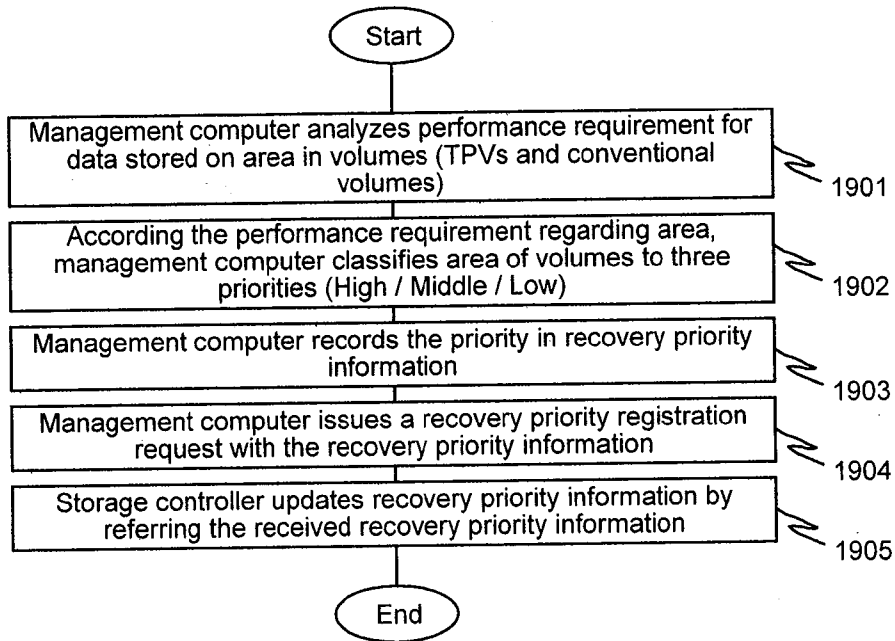 Start
Management computer analyzes performance requirement for
data stored on area in volumes (TPVs and conventional
volumes)
1901
According the performance requirement regarding area,
management computer classifies area of volumes to three
priorities (High / Middle / Low)
1902
Management computer records the priority in recovery priority
information
1903
Management computer issues a recovery priority registration
request with the recovery priority information
1904
Storage controller updates recovery priority information by
referring the received recovery priority information
1905
End